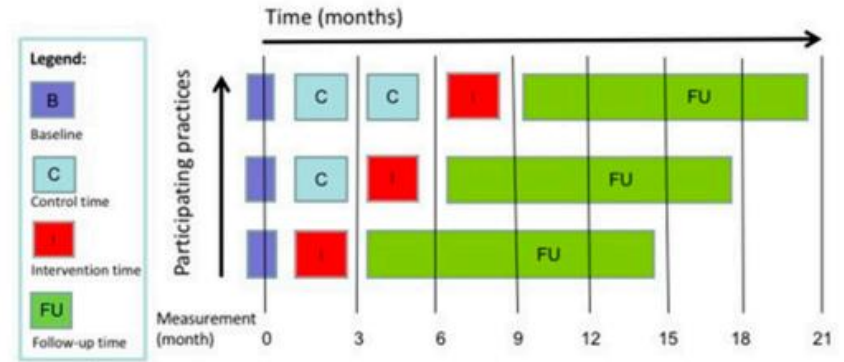 Time (months)
Legend:
B
Baseline
C
Control time
I
Intervention time
FU
Follow-up time
Participating practices
C C I FU
C I FU
I FU
Measurement
(month) 0 3 6 9 12 15 18 21